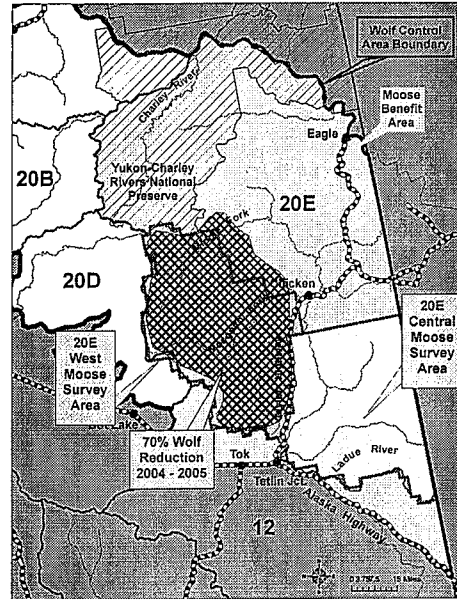 Wolf Control
Area Boundary
Charley River
Moose
Benefit
Area
Eagle
20B
Yukon-Charley
Rivers National
Preserve
20E
Fork
20D
20E
West
Moose
Survey
Area
20E
Central
Moose
Survey
Area
70% Wolf
Reduction
2004 - 2005
Tok
Ladue River
Tetlin Jct.
Alaska Highway
12